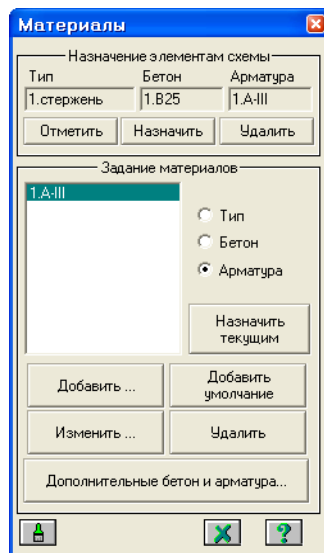 Материалы
Назначение элементам схемы
Тип Бетон Арматура
1.стержень 1.В25 1.А-III
Отметить Назначить Удалить
Задание материалов
1.А-III
Тип
Бетон
Арматура
Назначить
текущим
Добавить ...
Добавить
умолчание
Изменить ... Удалить
Дополнительные бетон и арматура...
?